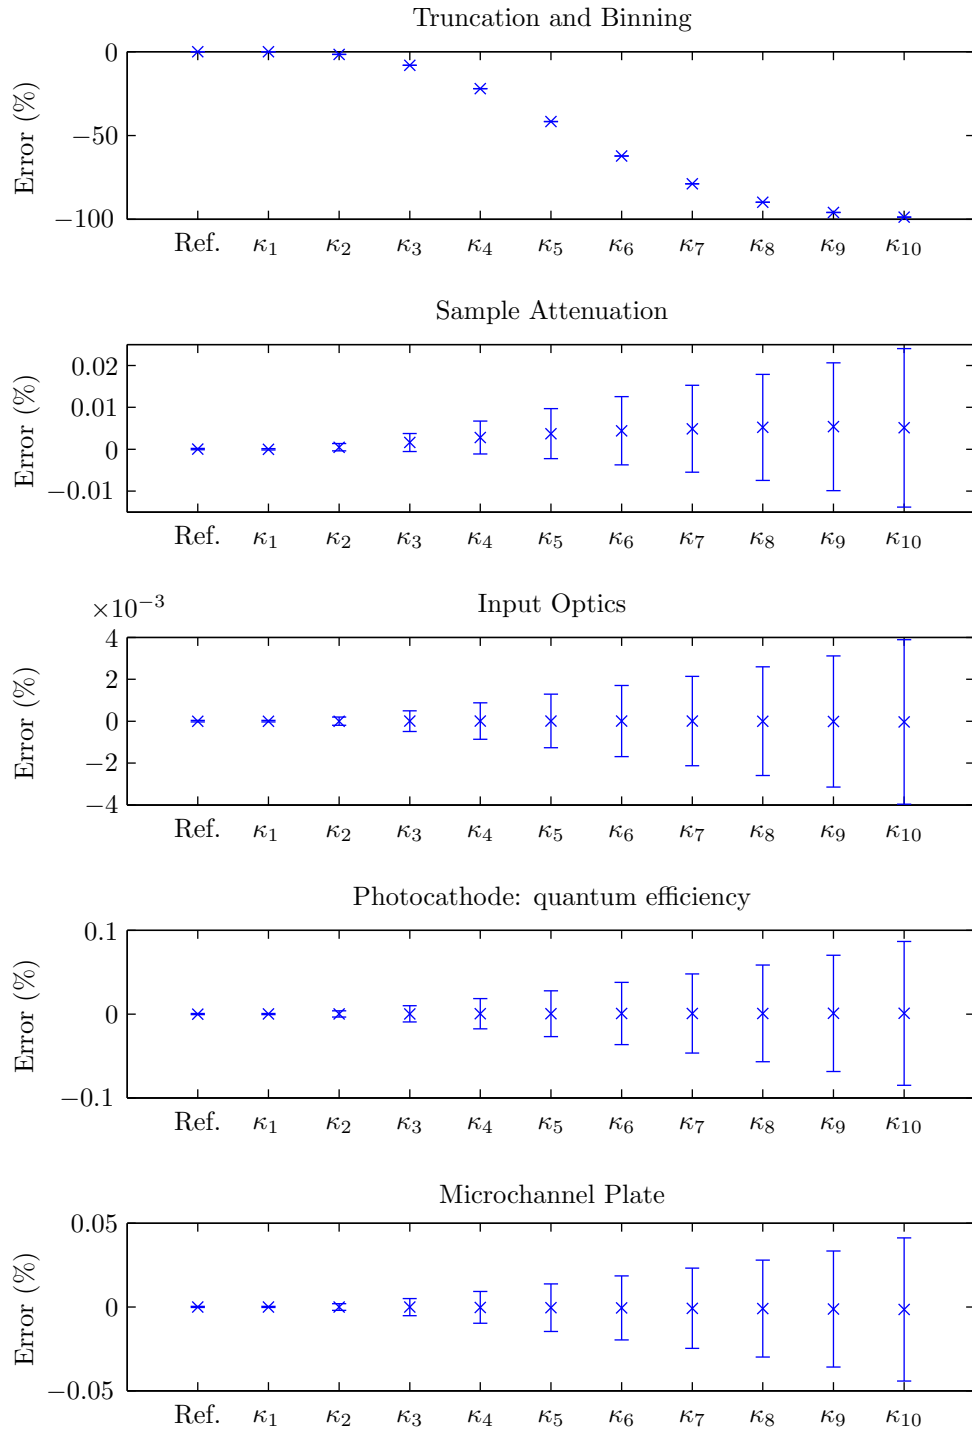 Truncation and Binning
Error (%)
0
−50
−100
Ref. κ1 κ2 κ3 κ4 κ5 κ6 κ7 κ8 κ9 κ10
Sample Attenuation
Error (%)
0.02
0.01
0
−0.01
Ref. κ1 κ2 κ3 κ4 κ5 κ6 κ7 κ8 κ9 κ10
Input Optics
×10−3
Error (%)
4
2
0
−2
−4
Ref. κ1 κ2 κ3 κ4 κ5 κ6 κ7 κ8 κ9 κ10
Photocathode: quantum efficiency
Error (%)
0.1
0
−0.1
Ref. κ1 κ2 κ3 κ4 κ5 κ6 κ7 κ8 κ9 κ10
Microchannel Plate
Error (%)
0.05
0
−0.05
Ref. κ1 κ2 κ3 κ4 κ5 κ6 κ7 κ8 κ9 κ10